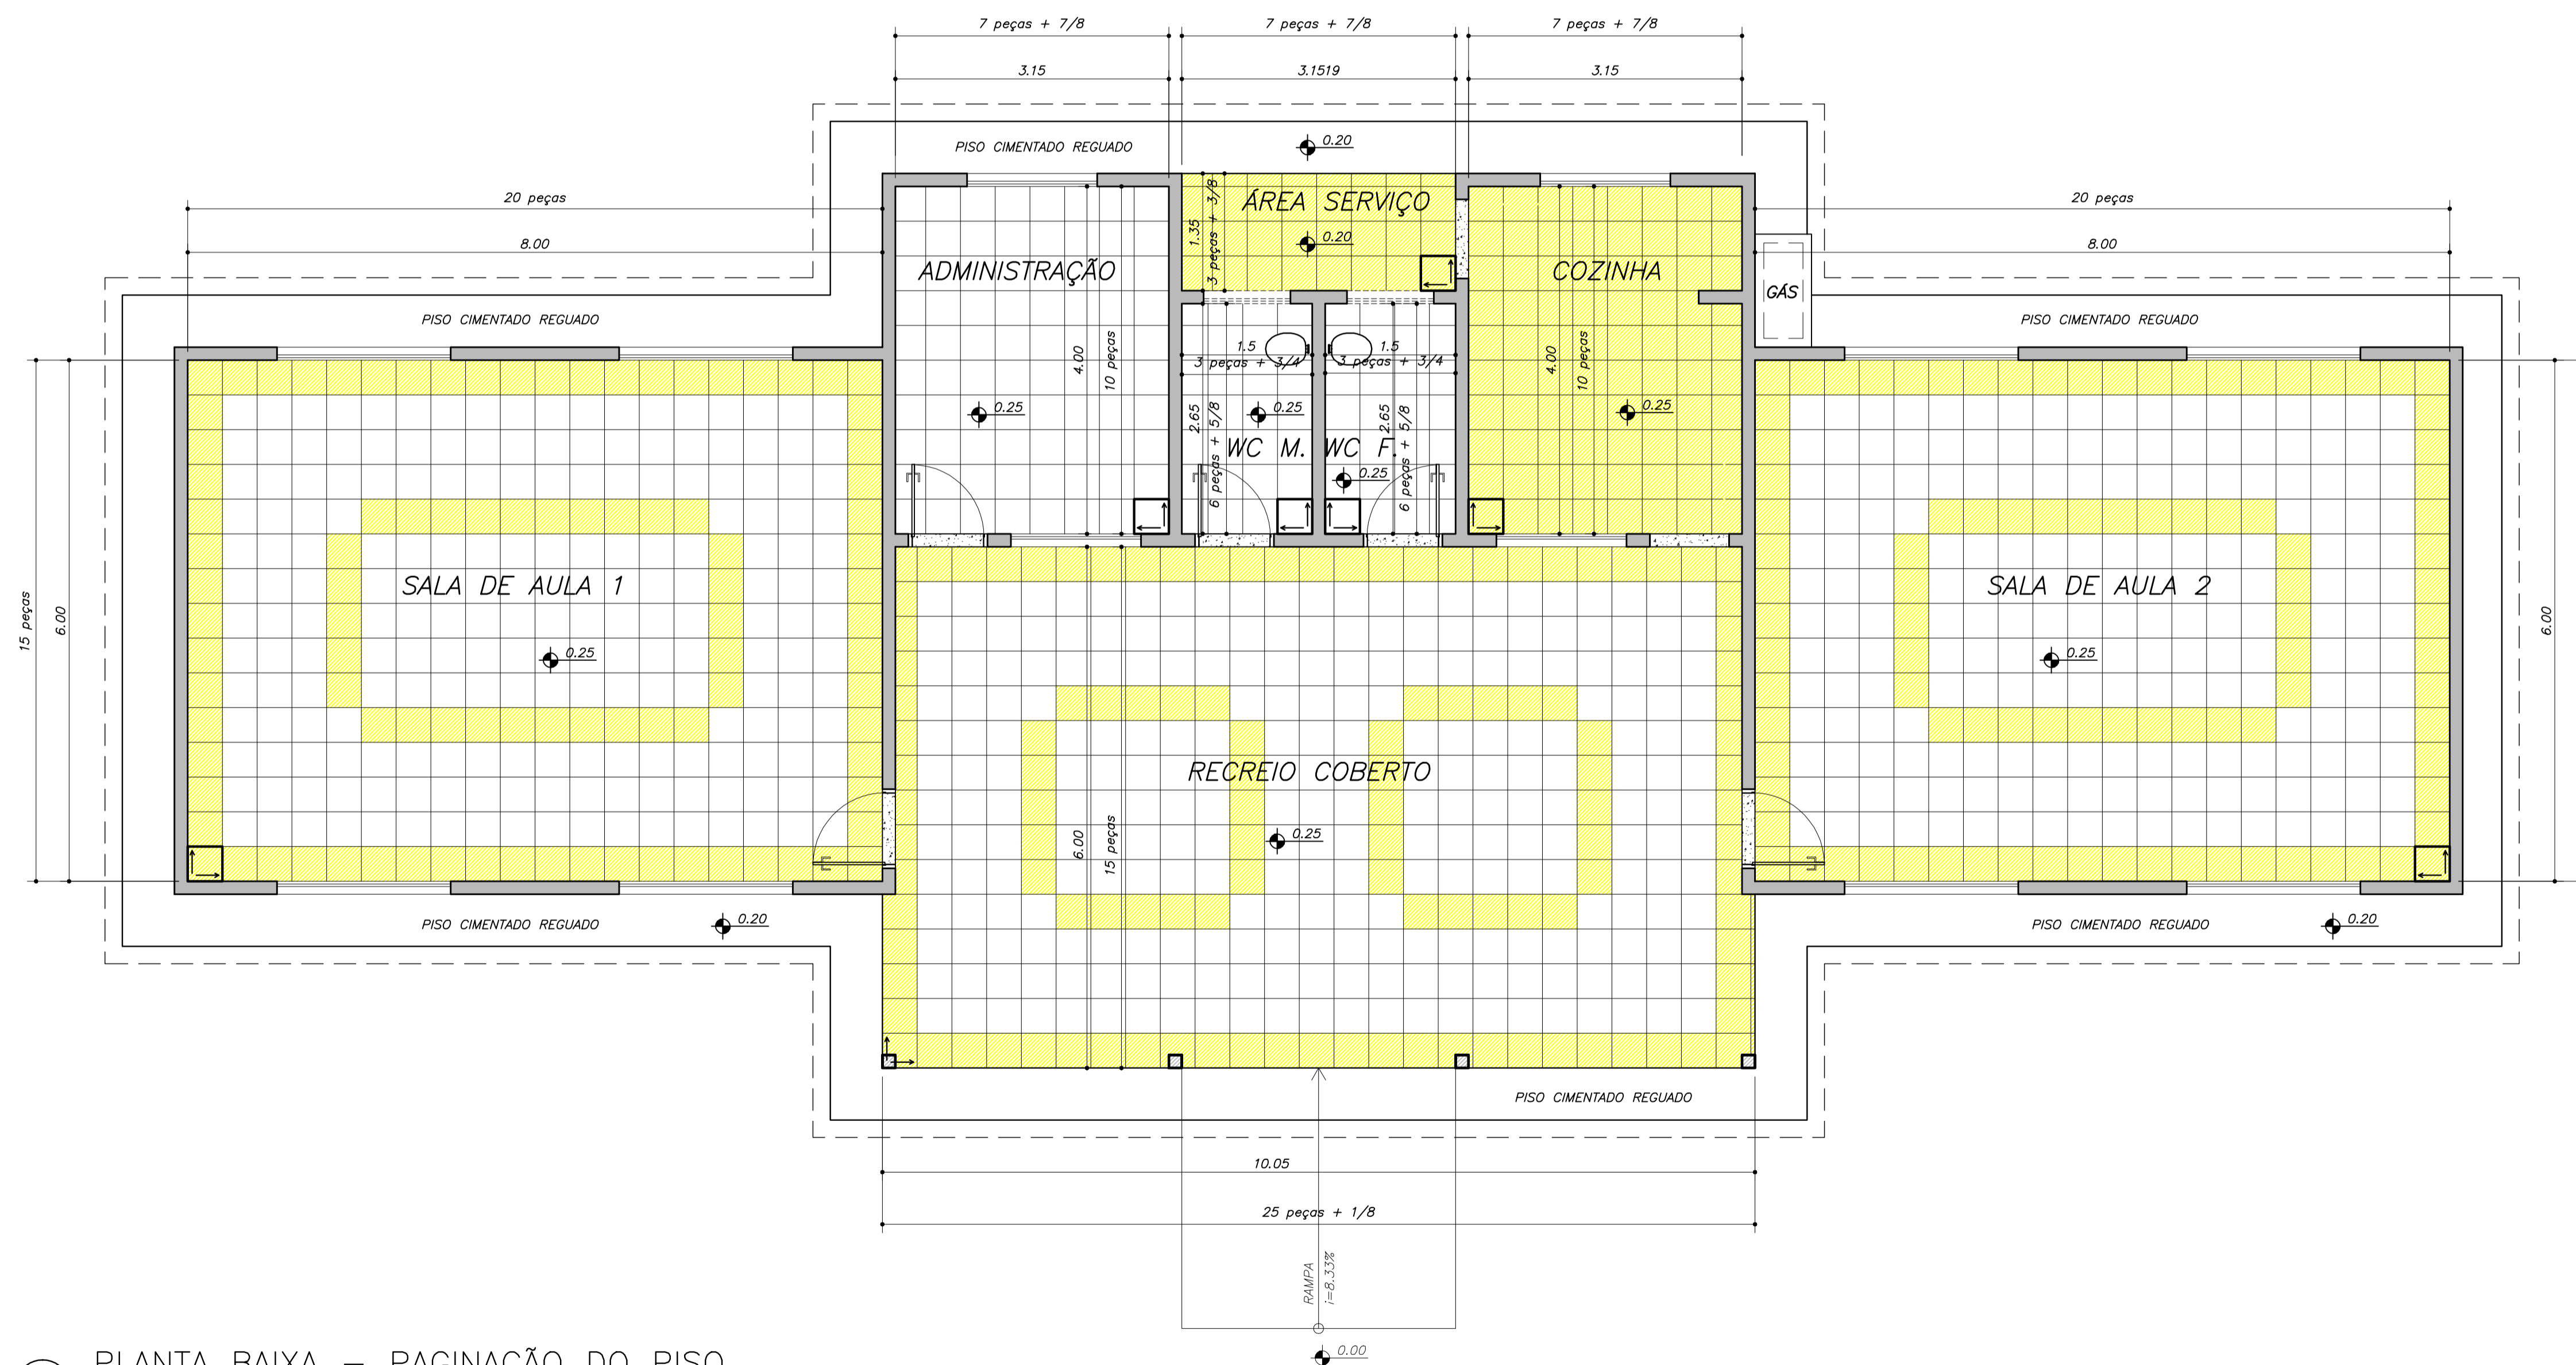 7 peças + 7/8
7 peças + 7/8
7 peças + 7/8
3.15
3.1519
3.15
PISO CIMENTADO REGUADO
0.20
20 peças
8.00
ADMINISTRAÇÃO
4.00
10 peças
0.25
ÁREA SERVIÇO
1.35
3 peças + 3/8
0.20
COZINHA
4.00
10 peças
0.25
20 peças
8.00
GÁS
PISO CIMENTADO REGUADO
PISO CIMENTADO REGUADO
1.5
3 peças + 3/4
1.5
3 peças + 3/4
2.65
6 peças + 5/8
0.25
WC M.
WC F.
2.65
6 peças + 5/8
0.25
15 peças
6.00
SALA DE AULA 1
0.25
SALA DE AULA 2
0.25
6.00
RECREIO COBERTO
0.25
6.00
15 peças
PISO CIMENTADO REGUADO
0.20
PISO CIMENTADO REGUADO
0.20
PISO CIMENTADO REGUADO
10.05
25 peças + 1/8
RAMPA
i=8.33%
0.00
PLANTA BAIXA – PAGINAÇÃO DO PISO